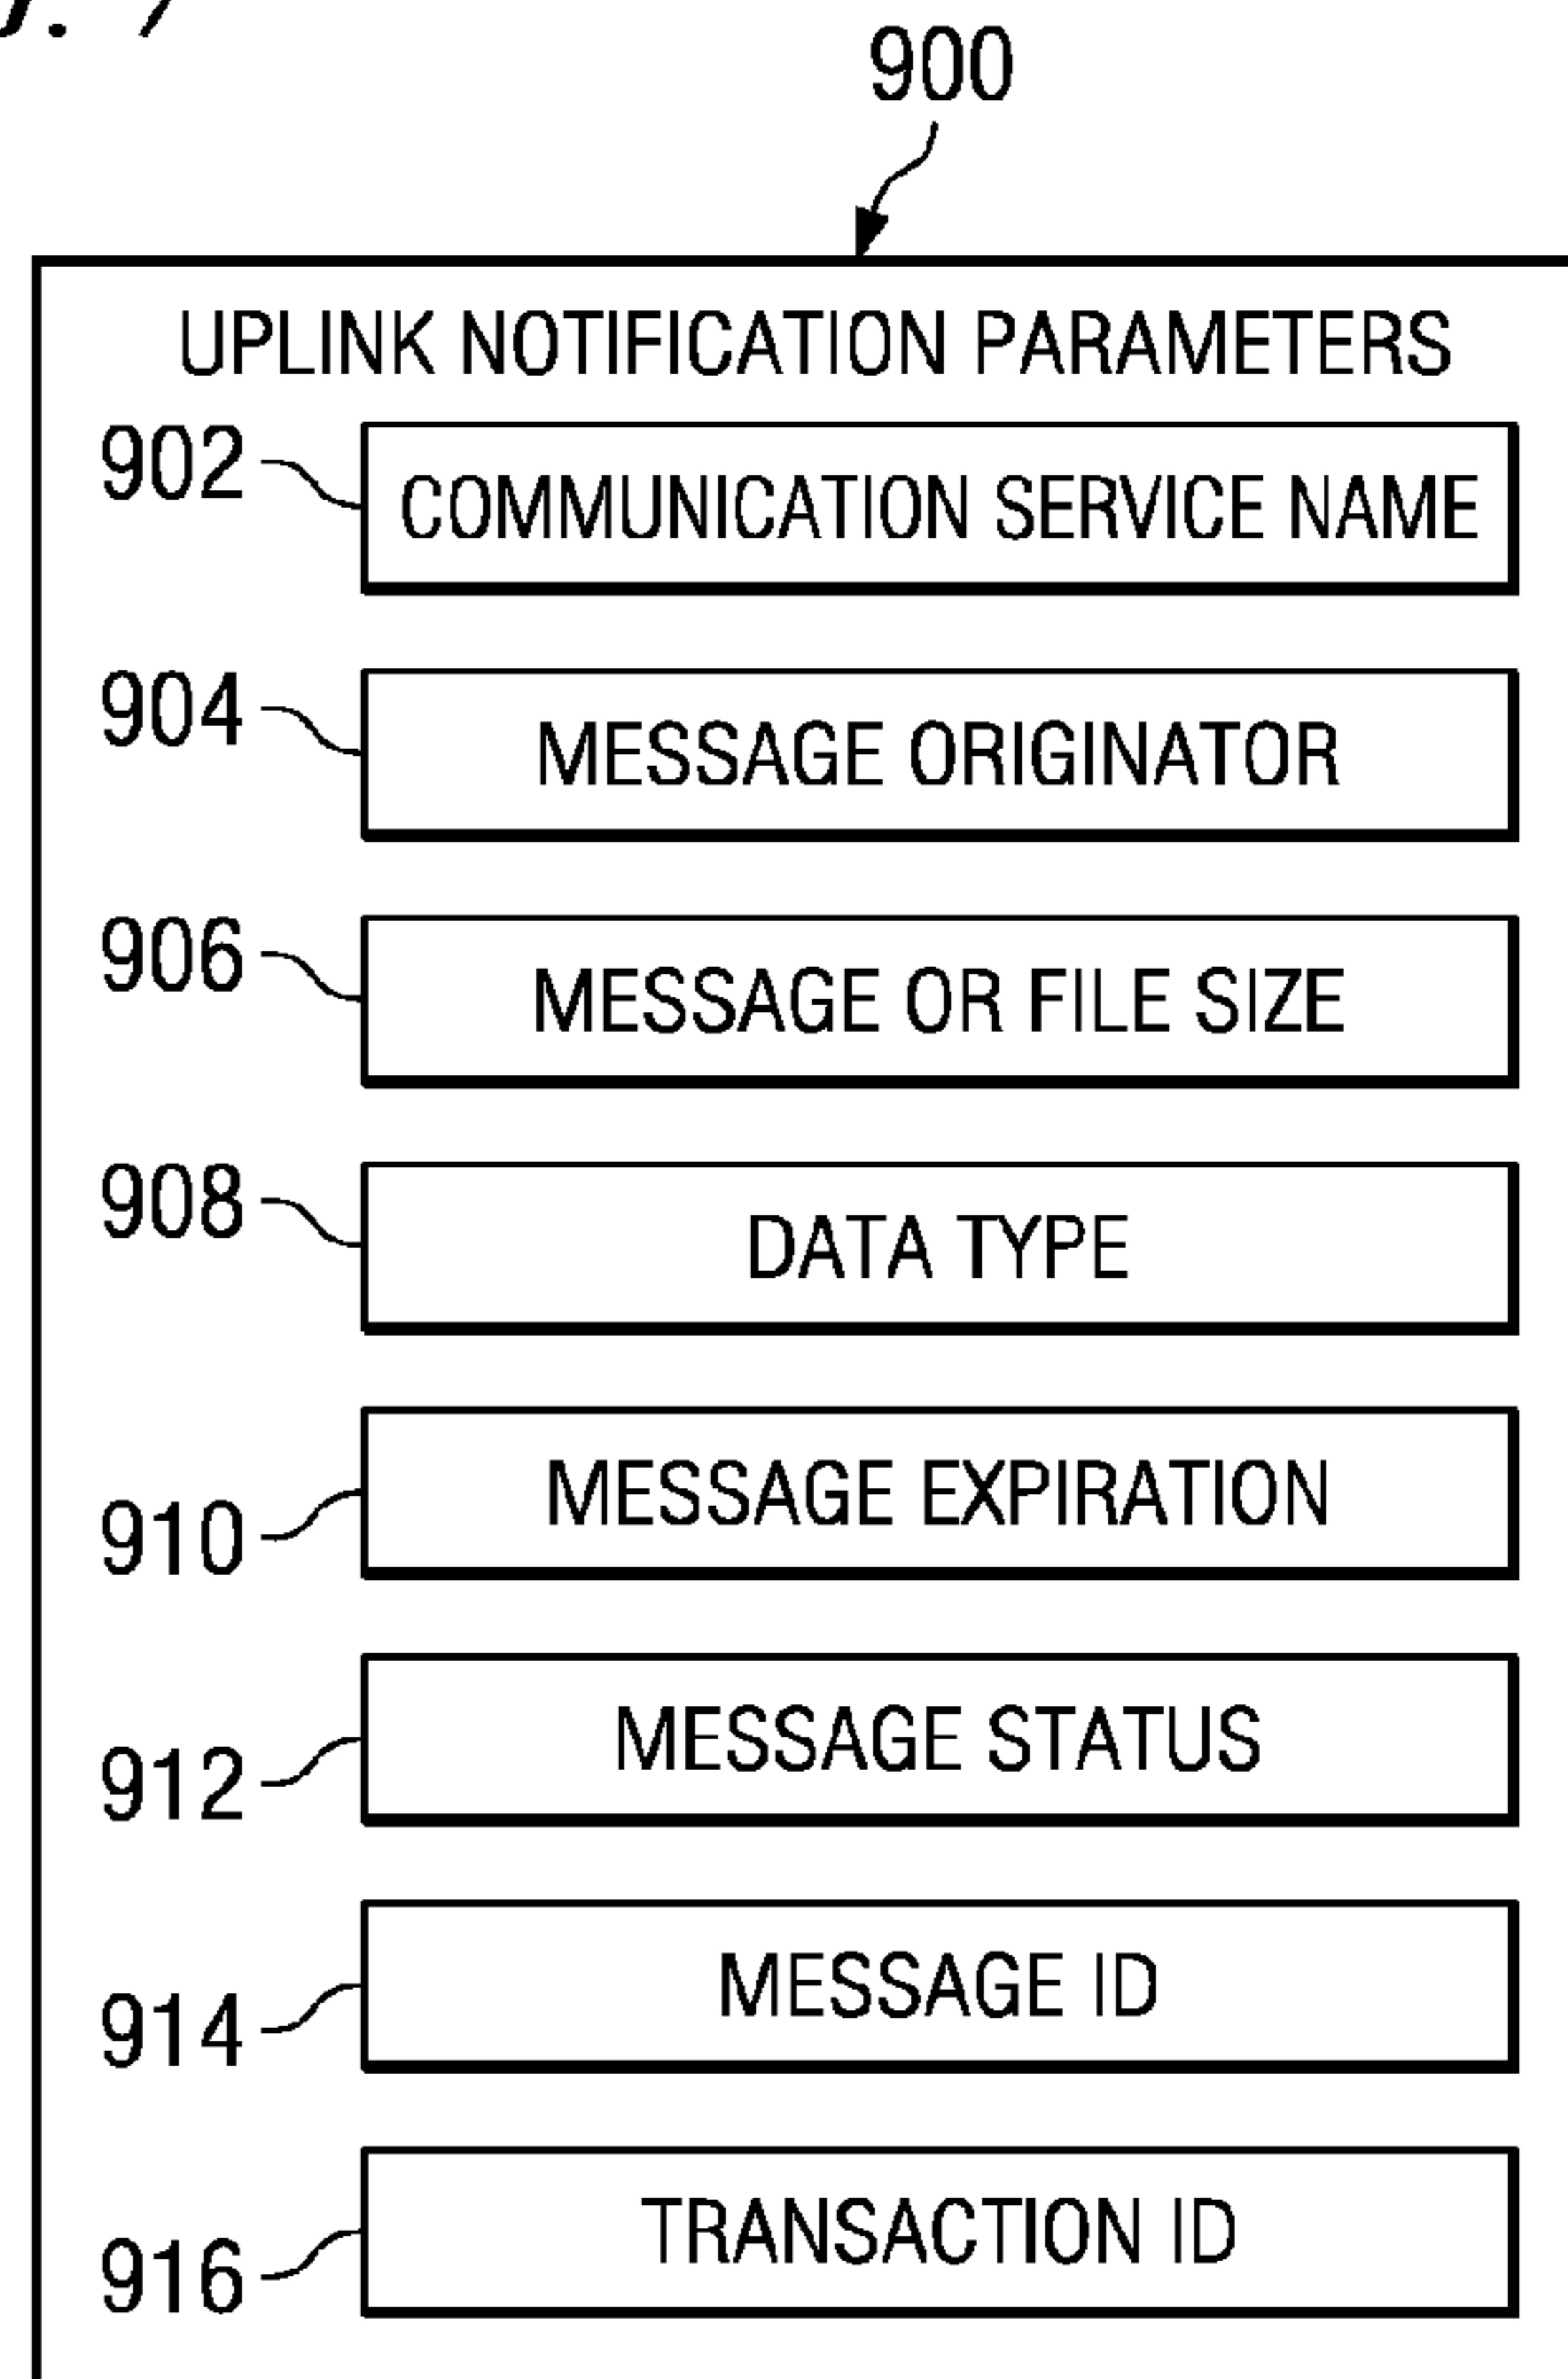 900
UPLINK NOTIFICATION PARAMETERS
902 COMMUNICATION SERVICE NAME
904 MESSAGE ORIGINATOR
906 MESSAGE OR FILE SIZE
908 DATA TYPE
910 MESSAGE EXPIRATION
912 MESSAGE STATUS
914 MESSAGE ID
916 TRANSACTION ID